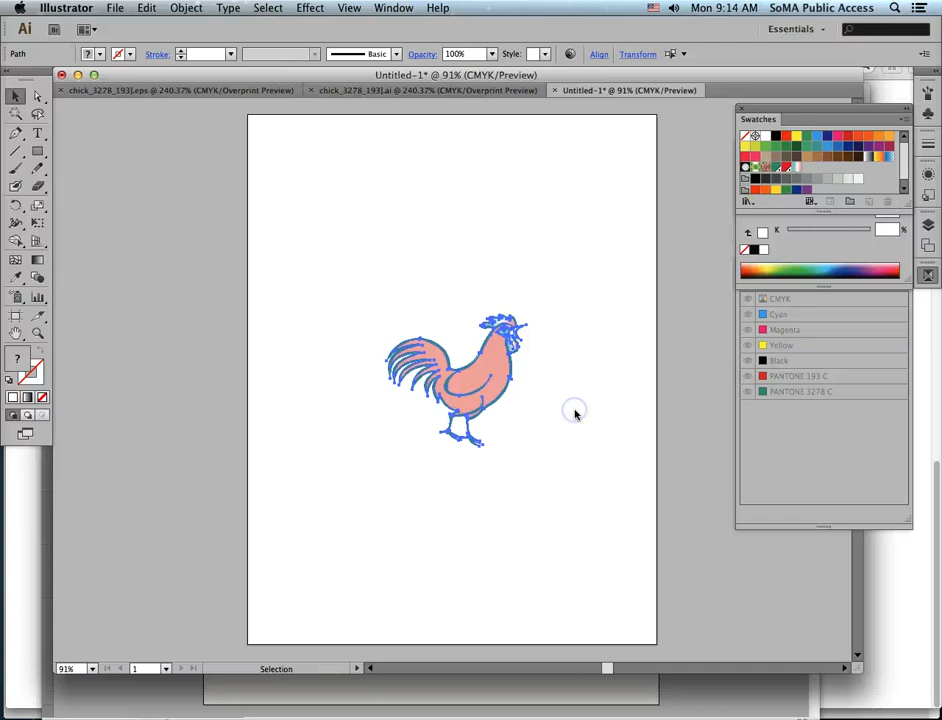 Illustrator File Edit Object Type Select Effect View Window Help Mon 9:14 AM SoMA Public Access
Ai Br Essentials
Path ? Stroke: Basic Opacity: 100% Style: Align Transform
Untitled-1* @ 91% (CMYK/Preview)
× chick_3278_193].eps @ 240.37% (CMYK/Overprint Preview) × chick_3278_193].ai @ 240.37% (CMYK/Overprint Preview) × Untitled-1* @ 91% (CMYK/Preview)
Swatches
K %
CMYK
Cyan
Magenta
Yellow
Black
PANTONE 193 C
PANTONE 3278 C
?
91% 1 Selection